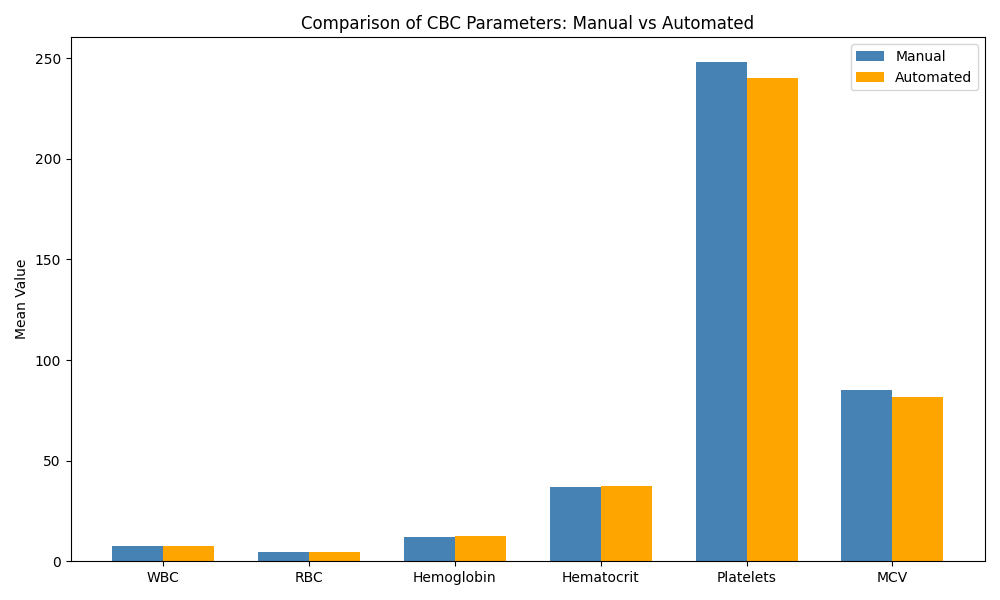 Comparison of CBC Parameters: Manual vs Automated
Manual
Automated
Mean Value
250
200
150
100
50
0
WBC
RBC
Hemoglobin
Hematocrit
Platelets
MCV